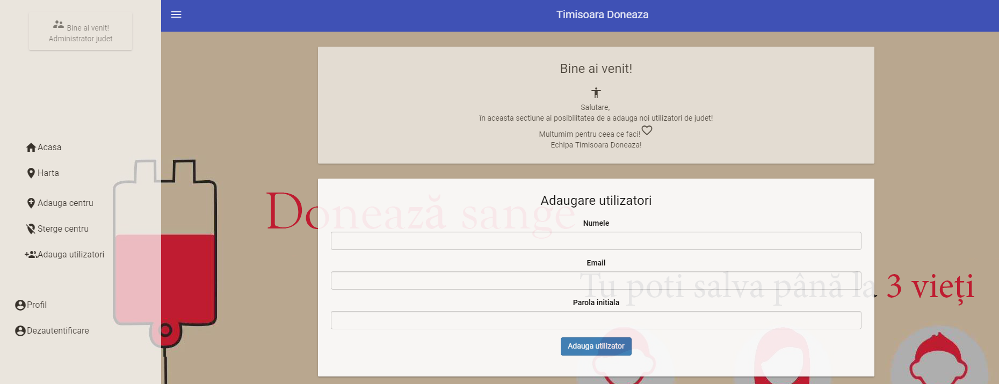 Bine ai venit!
Administrator judet
Acasa
Harta
Adauga centru
Sterge centru
Adauga utilizatori
Profil
Dezautentificare
Timisoara Doneaza
Bine ai venit!
Salutare,
în aceasta sectiune ai posibilitatea de a adauga noi utilizatori de judet!
Multumim pentru ceea ce faci!
Echipa Timisoara Doneaza!
Donează sange
Adaugare utilizatori
Numele
Email
Tu poti salva până la 3 vieți
Parola initiala
Adauga utilizator